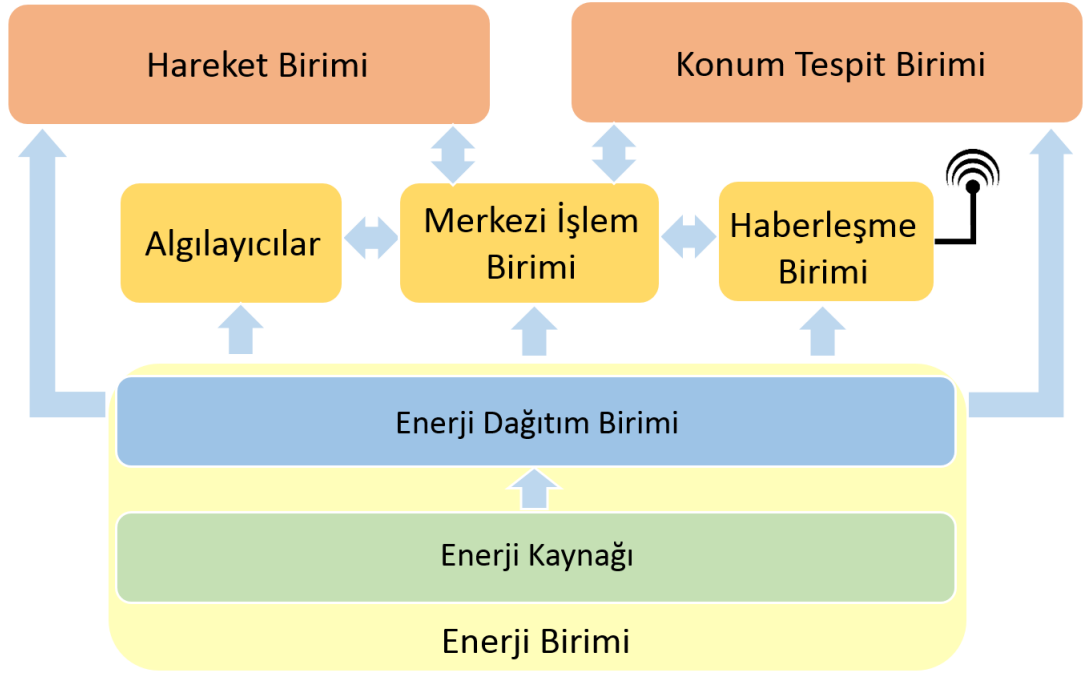 Hareket Birimi
Konum Tespit Birimi
Algılayıcılar
Merkezi İşlem
Birimi
Haberleşme
Birimi
Enerji Dağıtım Birimi
Enerji Kaynağı
Enerji Birimi